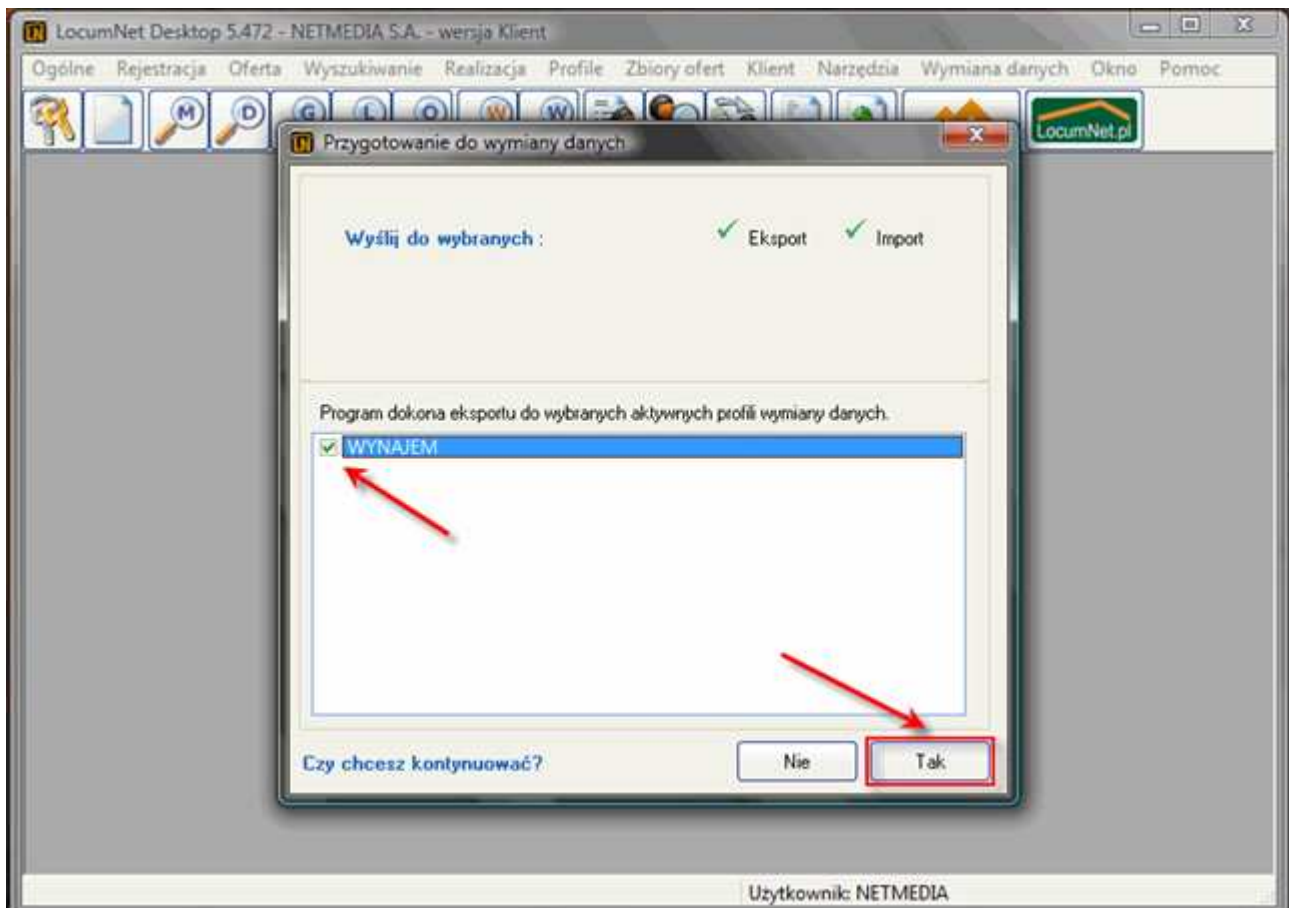 LocumNet Desktop 5.472 - NETMEDIA S.A. - wersja Klient
Ogólne Rejestracja Oferta Wyszukiwanie Realizacja Profile Zbiory ofert Klient Narzędzia Wymiana danych Okno Pomoc
M D G L O W W LocumNet.pl
Przygotowanie do wymiany danych
Wyślij do wybranych : Eksport Import
Program dokona eksportu do wybranych aktywnych profili wymiany danych.
WYNAJEM
Czy chcesz kontynuować? Nie Tak
Użytkownik: NETMEDIA